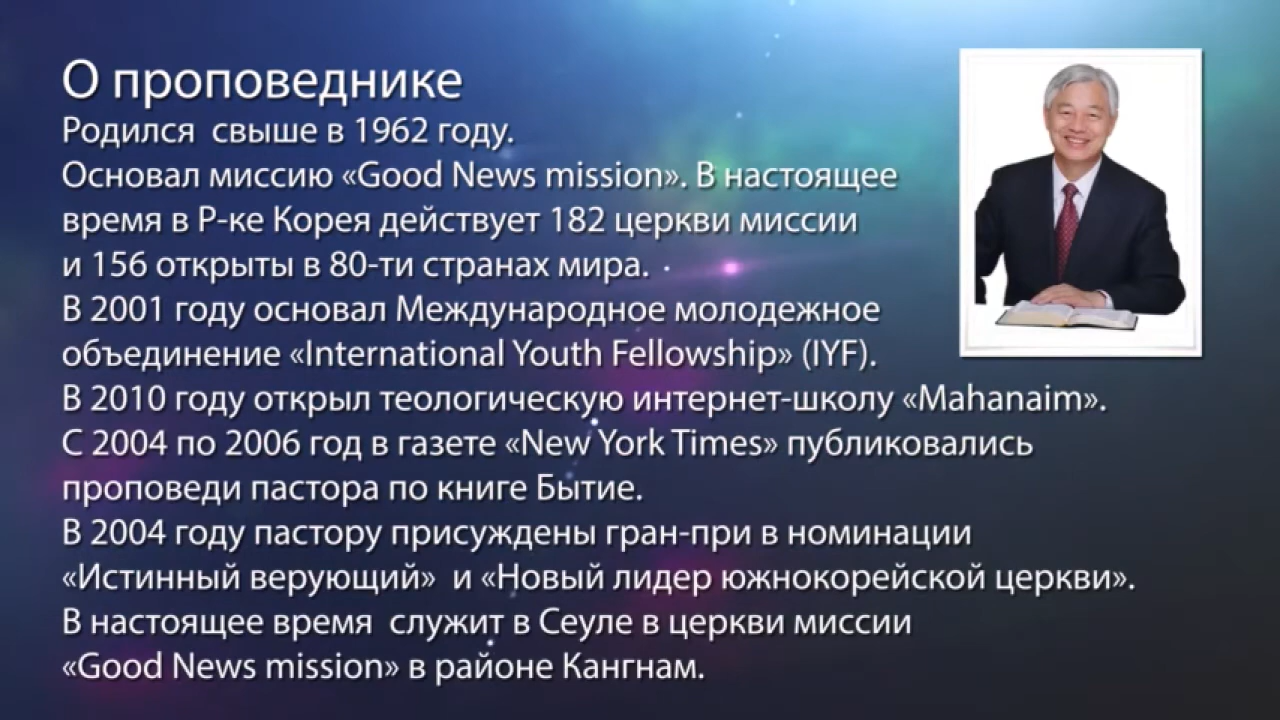 О проповеднике
Родился свыше в 1962 году.
Основал миссию «Good News mission». В настоящее
время в Р-ке Корея действует 182 церкви миссии
и 156 открыты в 80-ти странах мира.
В 2001 году основал Международное молодежное
объединение «International Youth Fellowship» (IYF).
В 2010 году открыл теологическую интернет-школу «Mahanaim».
С 2004 по 2006 год в газете «New York Times» публиковались
проповеди пастора по книге Бытие.
В 2004 году пастору присуждены гран-при в номинации
«Истинный верующий» и «Новый лидер южнокорейской церкви».
В настоящее время служит в Сеуле в церкви миссии
«Good News mission» в районе Кангнам.